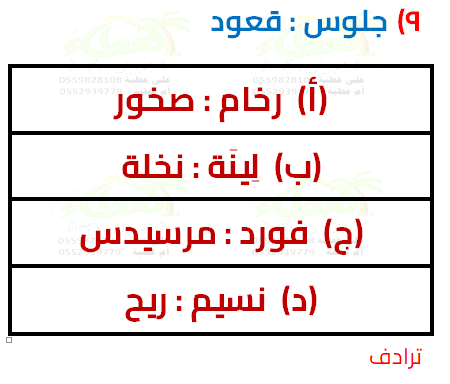 ٩) جلوس : قعود
(أ) رخام : صخور
(ب) لِينَة : نخلة
(ج) فورد : مرسيدس
(د) نسيم : ريح
ترادف